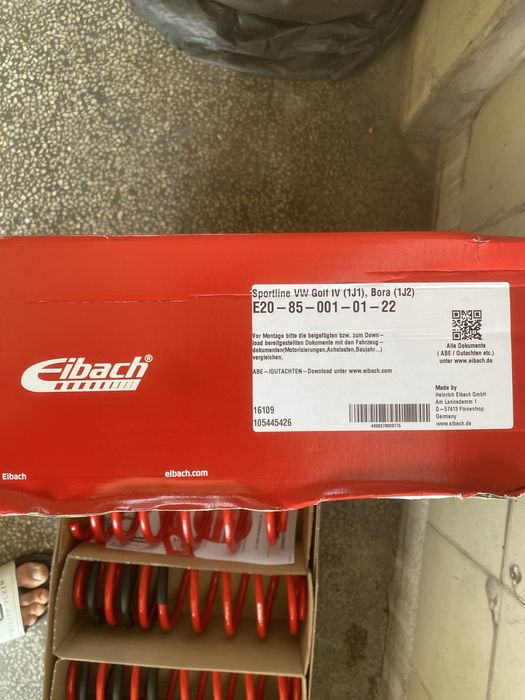 Sportline VW Golf IV (1J1), Bora (1J2)
E20-85-001-01-22
Vor Montage bitte die beigefügten bzw. zum Down-
load bereitgestellten Dokumente mit den Fahrzeug-
dokumenten(Motorisierungen,Achslasten,Baujahr...)
vergleichen.
ABE-/GUTACHTEN-Download unter www.eibach.com
Alle Dokumente
( ABE / Gutachten etc.)
unter www.eibach.de
16109
105445426
Made by
Heinrich Eibach GmbH
Am Lennedamm 1
D-57413 Finnentrop
Germany
www.eibach.de
Eibach®
Eibach
eibach.com